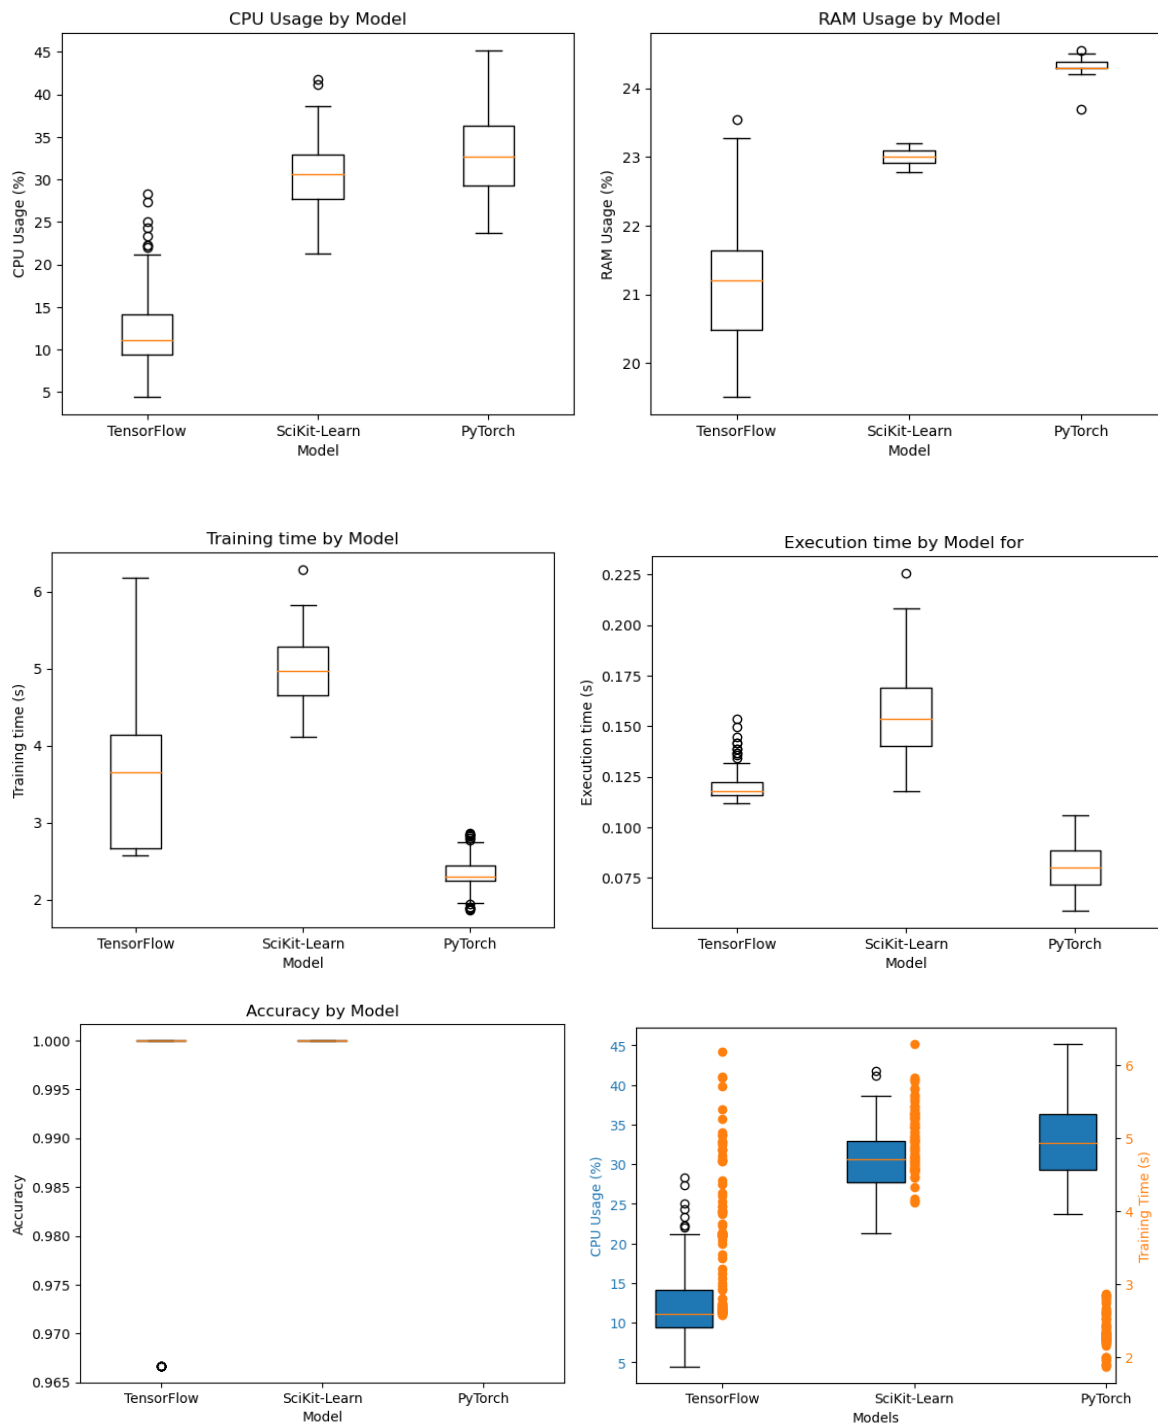 CPU Usage by Model
CPU Usage (%)
45
40
35
30
25
20
15
10
5
TensorFlow SciKit-Learn PyTorch
Model
RAM Usage by Model
RAM Usage (%)
24
23
22
21
20
TensorFlow SciKit-Learn PyTorch
Model
Training time by Model
Training time (s)
6
5
4
3
2
TensorFlow SciKit-Learn PyTorch
Model
Execution time by Model for
Execution time (s)
0.225
0.200
0.175
0.150
0.125
0.100
0.075
TensorFlow SciKit-Learn PyTorch
Model
Accuracy by Model
Accuracy
1.000
0.995
0.990
0.985
0.980
0.975
0.970
0.965
TensorFlow SciKit-Learn PyTorch
Model
CPU Usage (%)
45
40
35
30
25
20
15
10
5
6
5
4
3
2
Training Time (s)
TensorFlow SciKit-Learn PyTorch
Models